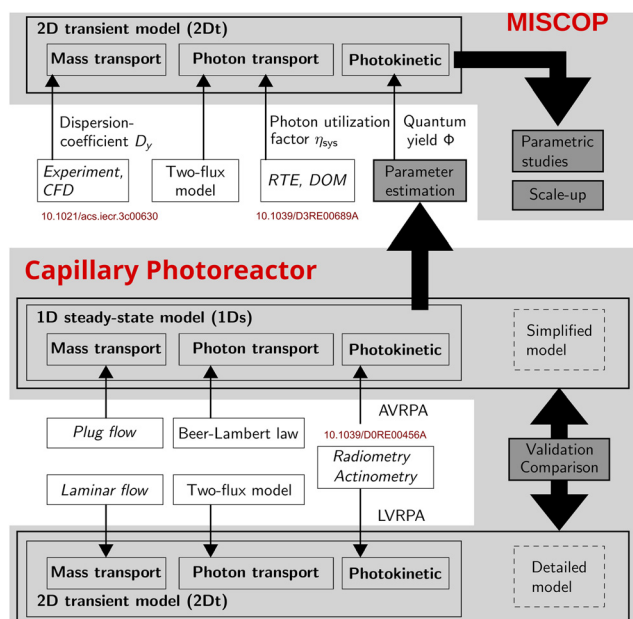 2D transient model (2Dt)
MISCOP
Mass transport
Photon transport
Photokinetic
Dispersion-
coefficient Dy
Photon utilization
factor ηsys
Quantum
yield Φ
Parametric
studies
Scale-up
Experiment,
CFD
Two-flux
model
RTE, DOM
Parameter
estimation
10.1021/acs.iecr.3c00630
10.1039/D3RE00689A
Capillary Photoreactor
1D steady-state model (1Ds)
Mass transport
Photon transport
Photokinetic
Simplified
model
AVRPA
Plug flow
Beer-Lambert law
10.1039/D0RE00456A
Radiometry
Actinometry
Validation
Comparison
Laminar flow
Two-flux model
LVRPA
Mass transport
Photon transport
Photokinetic
Detailed
model
2D transient model (2Dt)